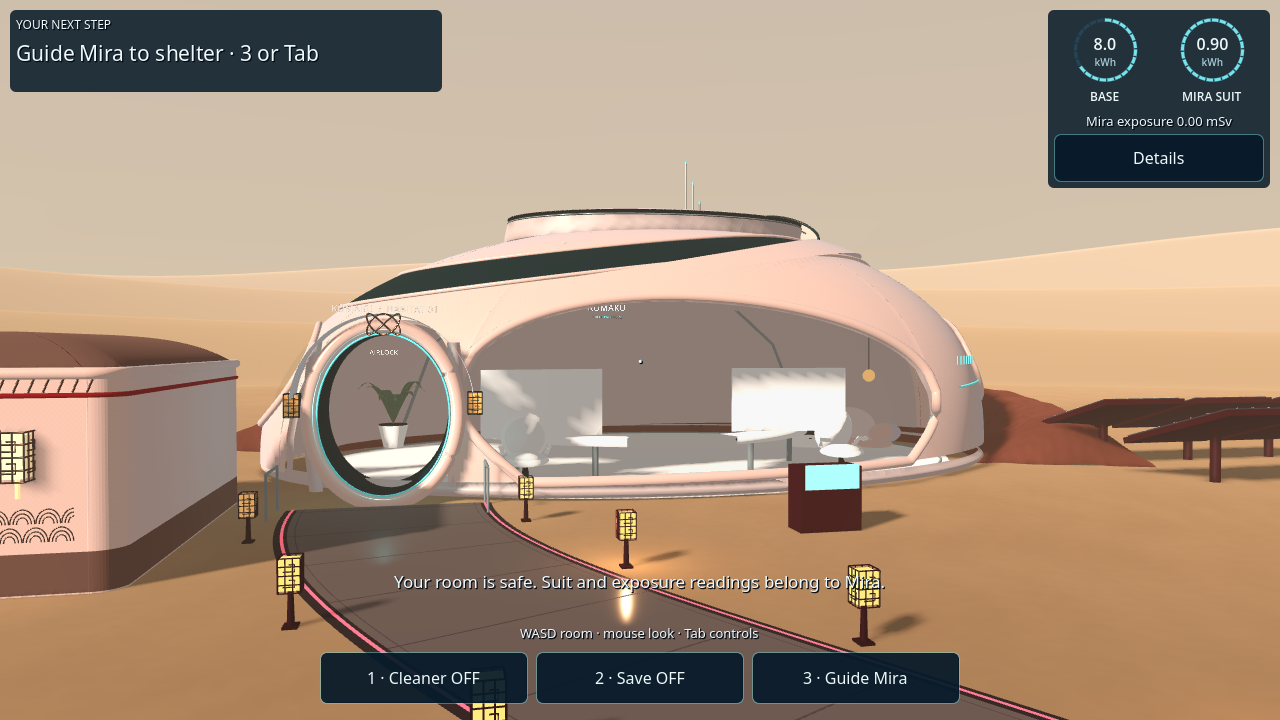 YOUR NEXT STEP
Guide Mira to shelter · 3 or Tab
8.0
kWh
BASE
0.90
kWh
MIRA SUIT
Mira exposure 0.00 mSv
Details
KOMAKU
AIRLOCK
Your room is safe. Suit and exposure readings belong to Mira.
WASD room · mouse look · Tab controls
1 · Cleaner OFF
2 · Save OFF
3 · Guide Mira